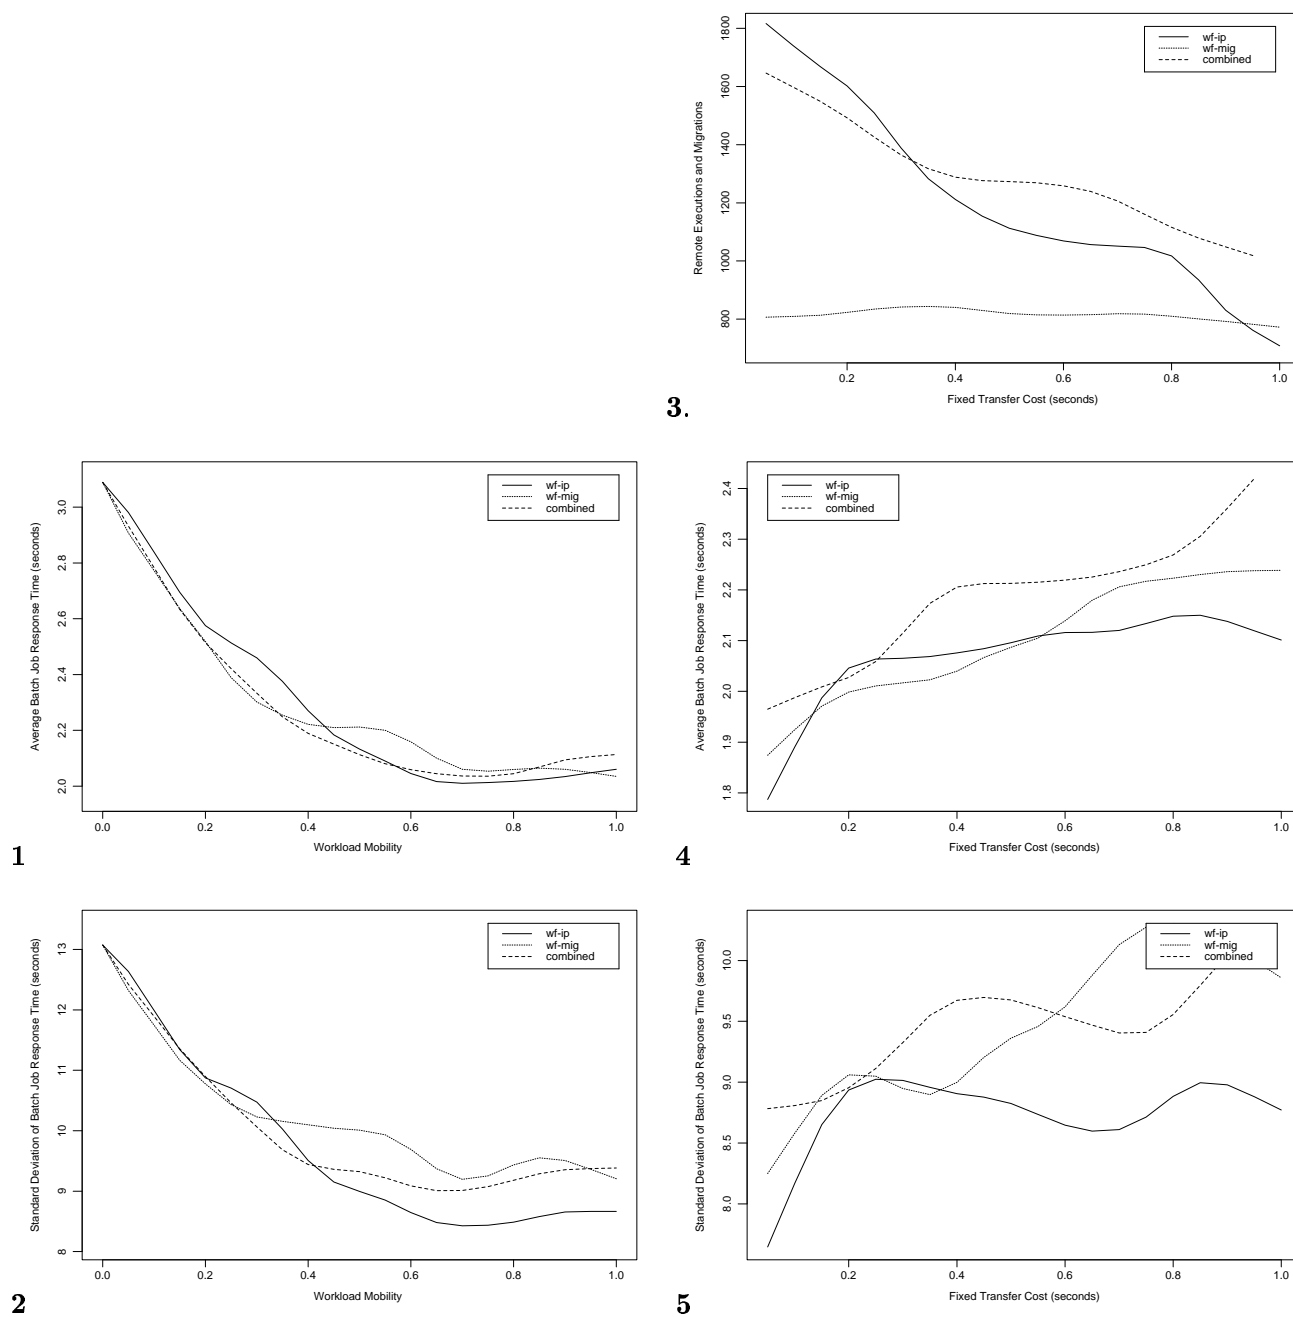 1800
1600
1400
1200
1000
800
Remote Executions and Migrations
wf-ip
wf-mig
combined
0.2 0.4 0.6 0.8 1.0
Fixed Transfer Cost (seconds)
3.
3.0
2.8
2.6
2.4
2.2
2.0
Average Batch Job Response Time (seconds)
wf-ip
wf-mig
combined
0.0 0.2 0.4 0.6 0.8 1.0
Workload Mobility
1
2.4
2.3
2.2
2.1
2.0
1.9
1.8
Average Batch Job Response Time (seconds)
wf-ip
wf-mig
combined
0.2 0.4 0.6 0.8 1.0
Fixed Transfer Cost (seconds)
4
13
12
11
10
9
8
Standard Deviation of Batch Job Response Time (seconds)
wf-ip
wf-mig
combined
0.0 0.2 0.4 0.6 0.8 1.0
Workload Mobility
2
10.0
9.5
9.0
8.5
8.0
Standard Deviation of Batch Job Response Time (seconds)
wf-ip
wf-mig
combined
0.2 0.4 0.6 0.8 1.0
Fixed Transfer Cost (seconds)
5